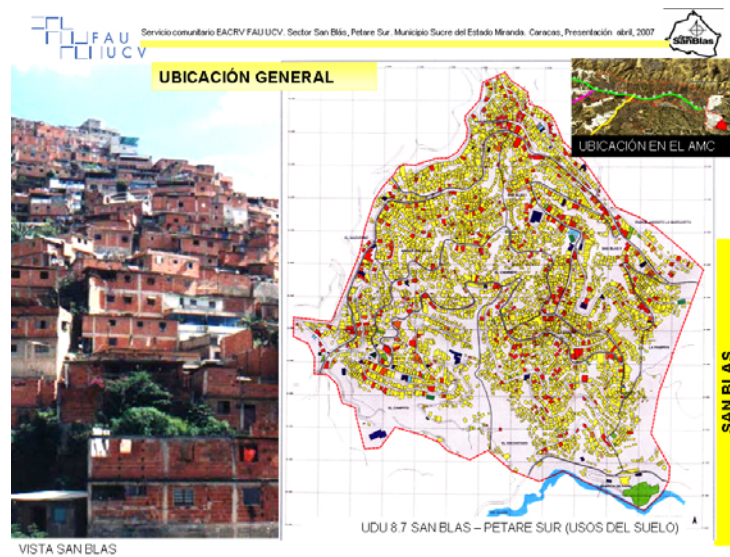 FAU
UCV
Servicio comunitario EACRV FAU UCV. Sector San Blás, Petare Sur. Municipio Sucre del Estado Miranda. Caracas, Presentación abril, 2007
SanBlas
UBICACIÓN GENERAL
UBICACIÓN EN EL AMC
SAN BLAS
UDU 8.7 SAN BLAS – PETARE SUR (USOS DEL SUELO)
VISTA SAN BLAS